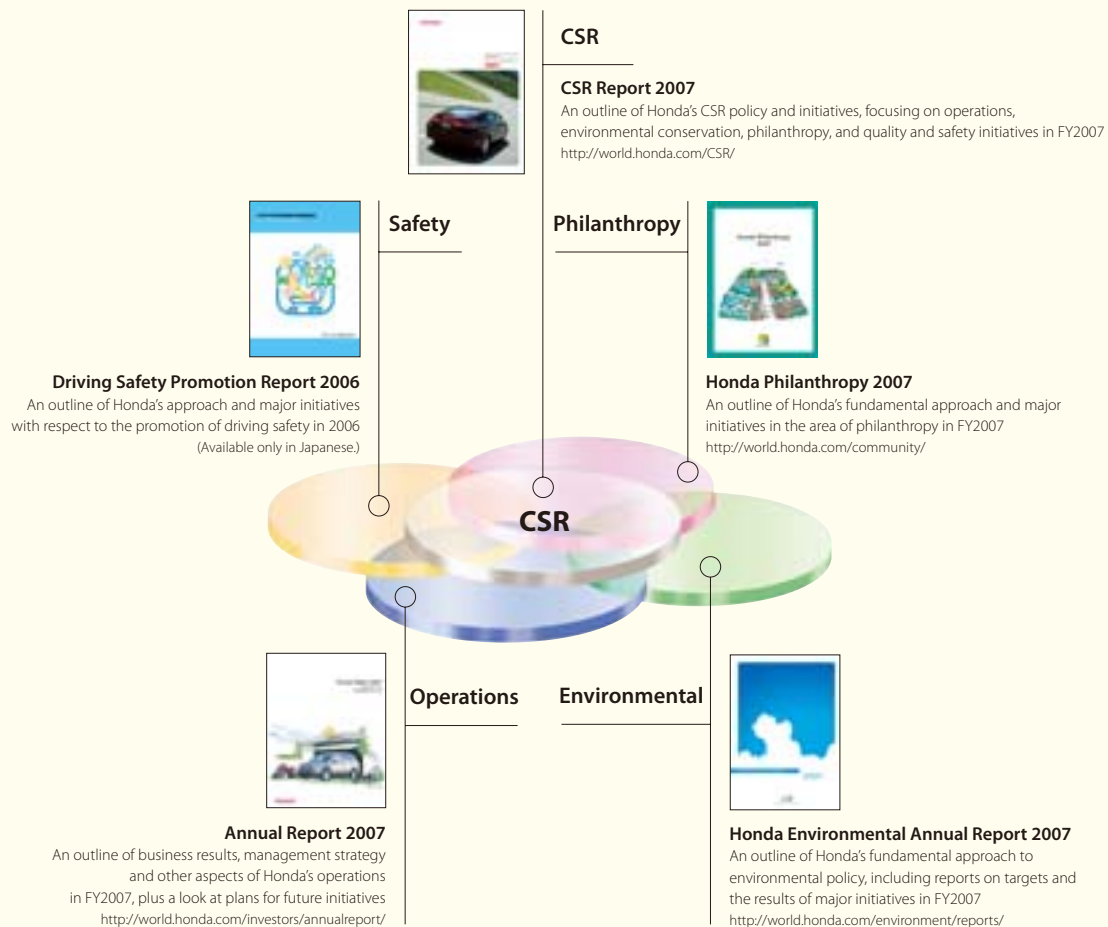 CSR
CSR Report 2007
An outline of Honda's CSR policy and initiatives, focusing on operations,
environmental conservation, philanthropy, and quality and safety initiatives in FY2007
http://world.honda.com/CSR/
Safety
Driving Safety Promotion Report 2006
An outline of Honda's approach and major initiatives
with respect to the promotion of driving safety in 2006
(Available only in Japanese.)
Philanthropy
Honda Philanthropy
2007
Honda Philanthropy 2007
An outline of Honda's fundamental approach and major
initiatives in the area of philanthropy in FY2007
http://world.honda.com/community/
CSR
Operations
Annual Report 2007
An outline of business results, management strategy
and other aspects of Honda's operations
in FY2007, plus a look at plans for future initiatives
http://world.honda.com/investors/annualreport/
Environmental
Honda Environmental Annual Report 2007
An outline of Honda's fundamental approach to
environmental policy, including reports on targets and
the results of major initiatives in FY2007
http://world.honda.com/environment/reports/